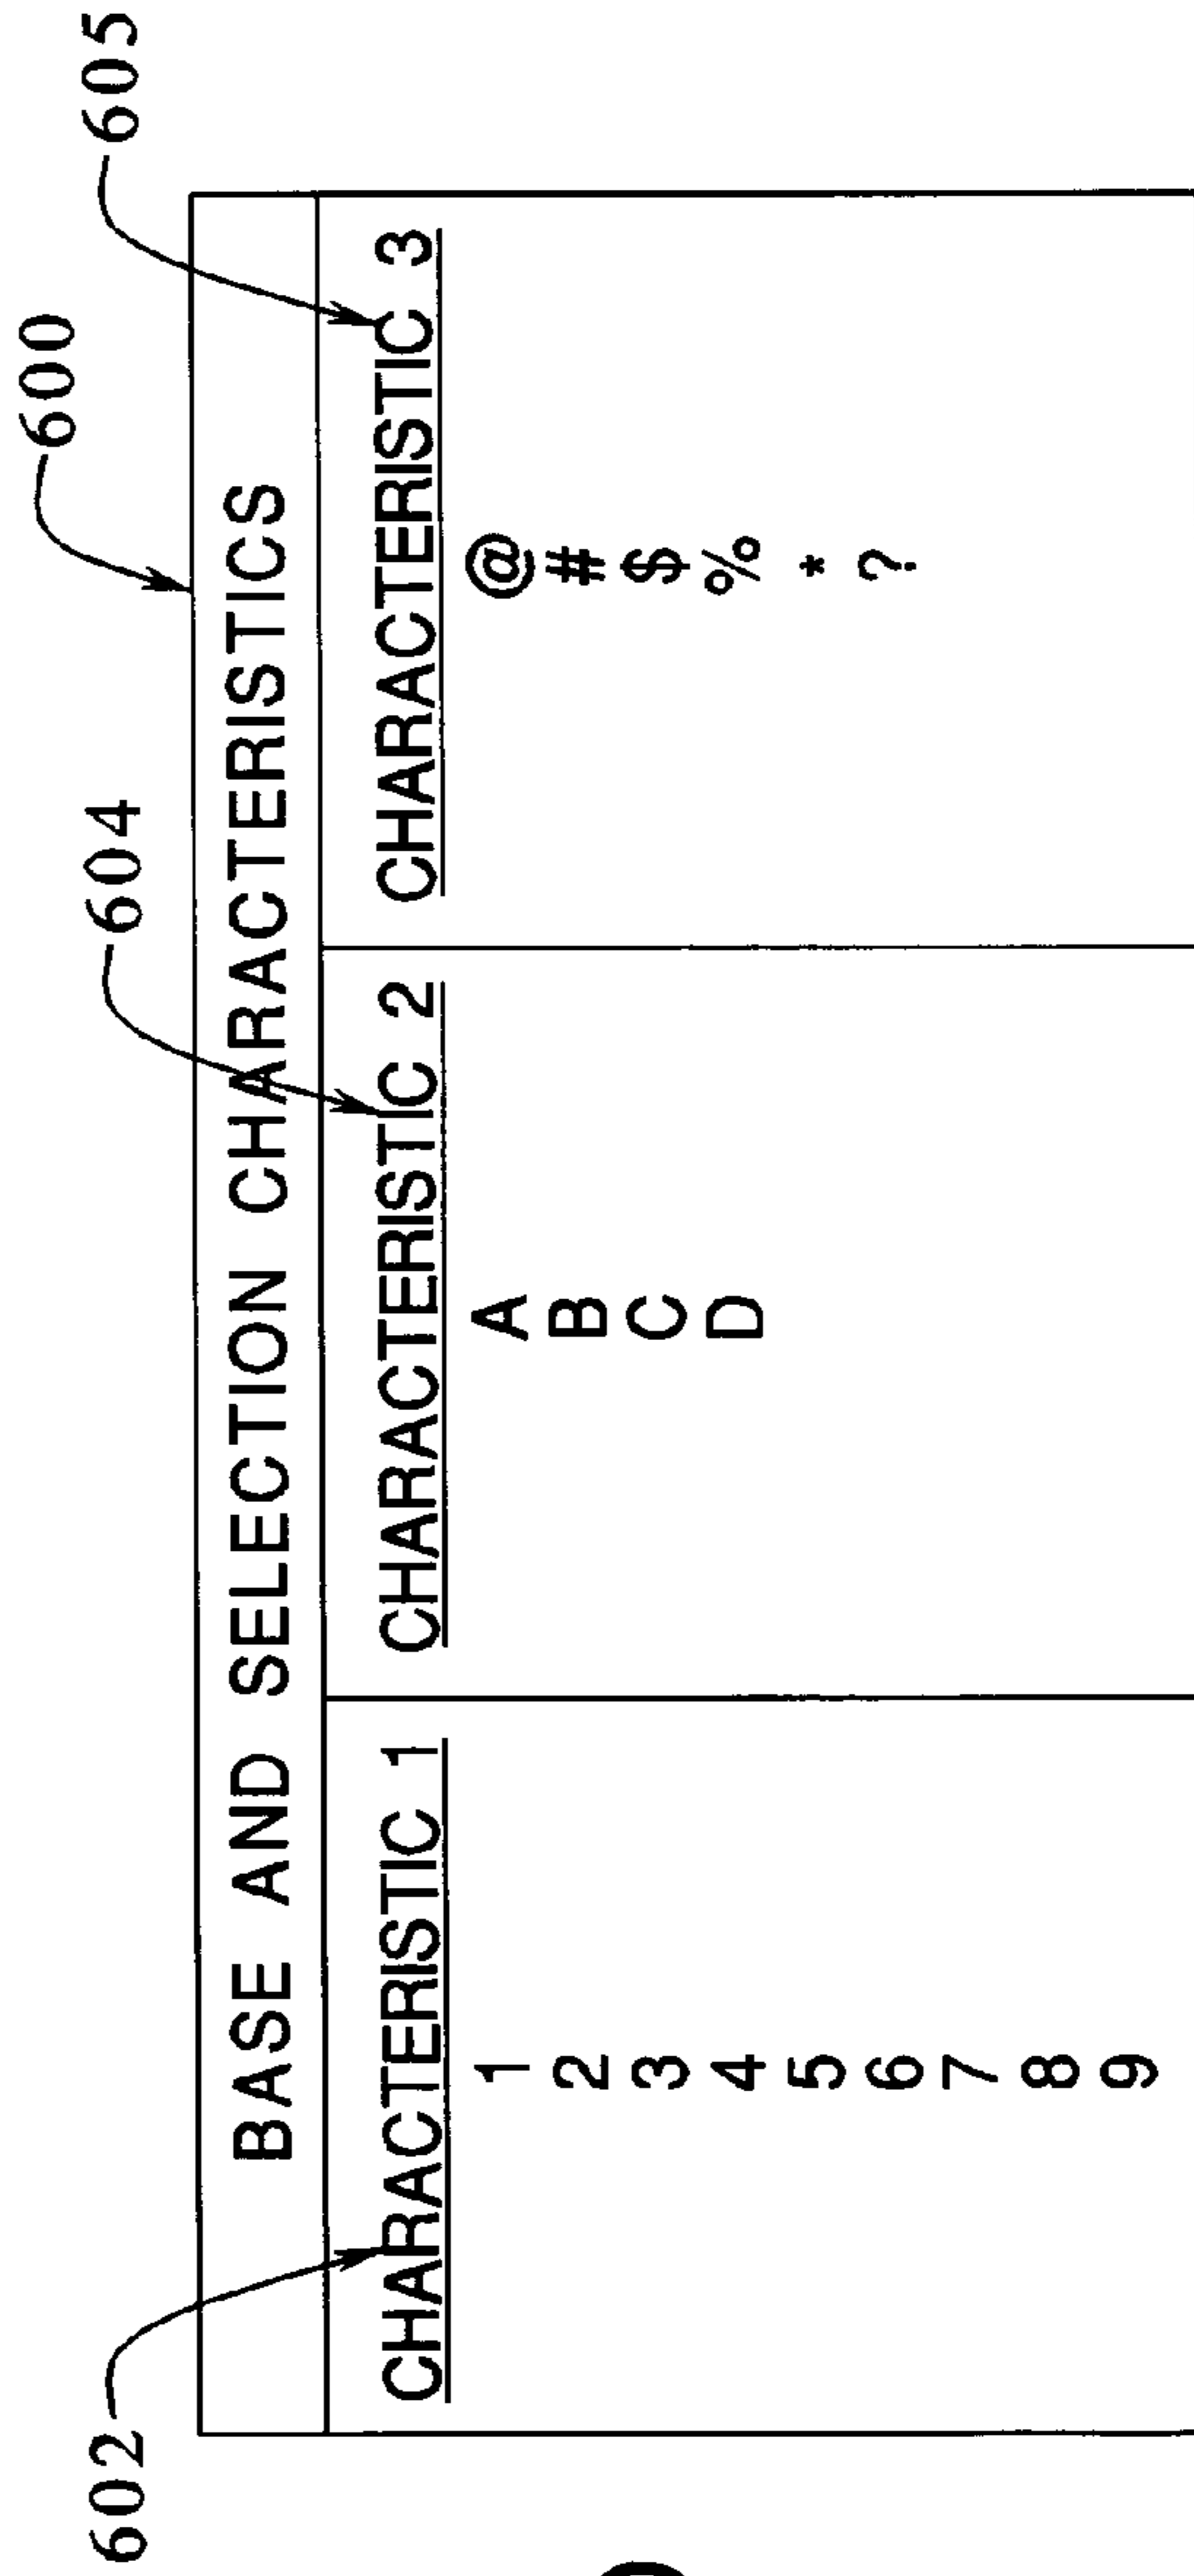 600
602
604
605
BASE AND SELECTION CHARACTERISTICS
CHARACTERISTIC 1
1
2
3
4
5
6
7
8
9
CHARACTERISTIC 2
A
B
C
D
CHARACTERISTIC 3
@
#
$
%
*
?